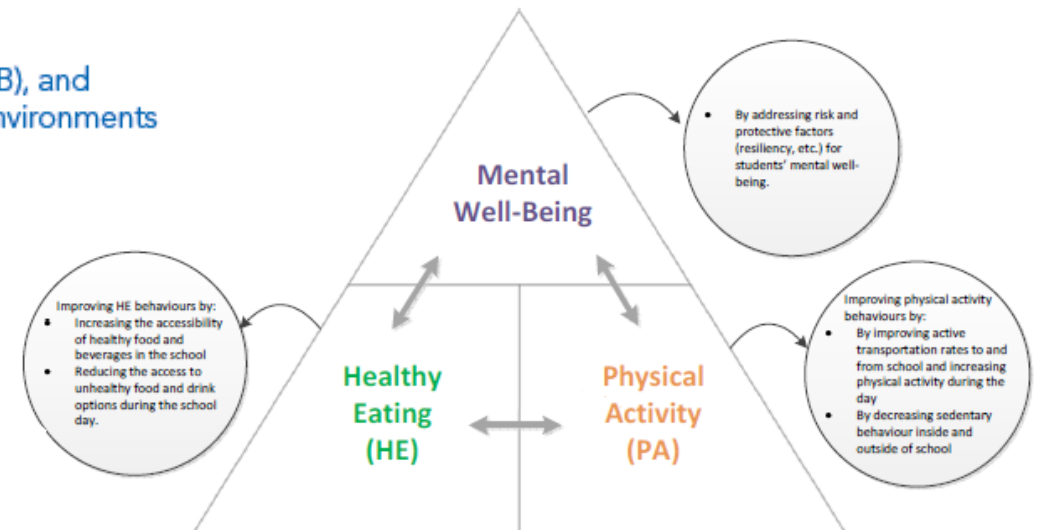 B), and
nvironments
• By addressing risk and
protective factors
(resiliency, etc.) for
students' mental well-
being.
Mental
Well-Being
Improving HE behaviours by:
• Increasing the accessibility
of healthy food and
beverages in the school
• Reducing the access to
unhealthy food and drink
options during the school
day.
Healthy
Eating
(HE)
Physical
Activity
(PA)
Improving physical activity
behaviours by:
• By improving active
transportation rates to and
from school and increasing
physical activity during the
day
• By decreasing sedentary
behaviour inside and
outside of school